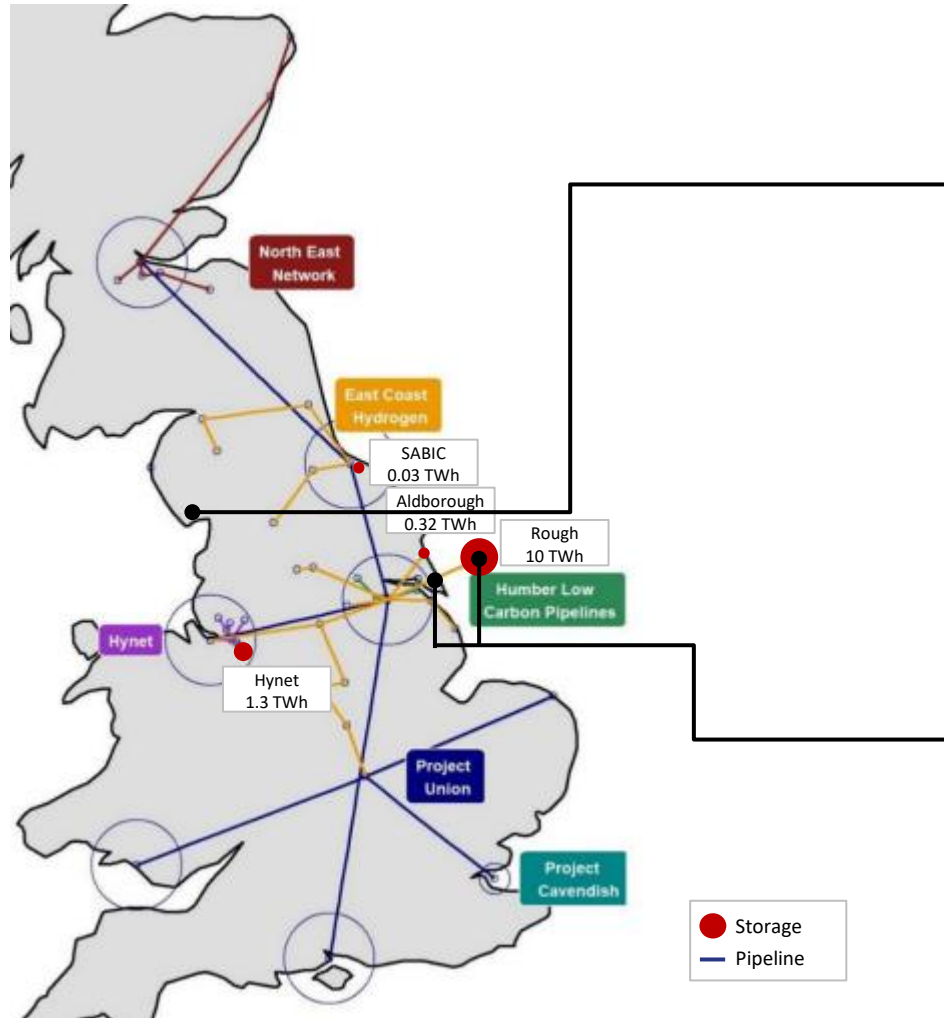 North East
Network
East Coast
Hydrogen
SABIC
0.03 TWh
Aldborough
0.32 TWh
Rough
10 TWh
Humber Low
Carbon Pipelines
Hynet
Hynet
1.3 TWh
Project
Union
Project
Cavendish
Storage
Pipeline